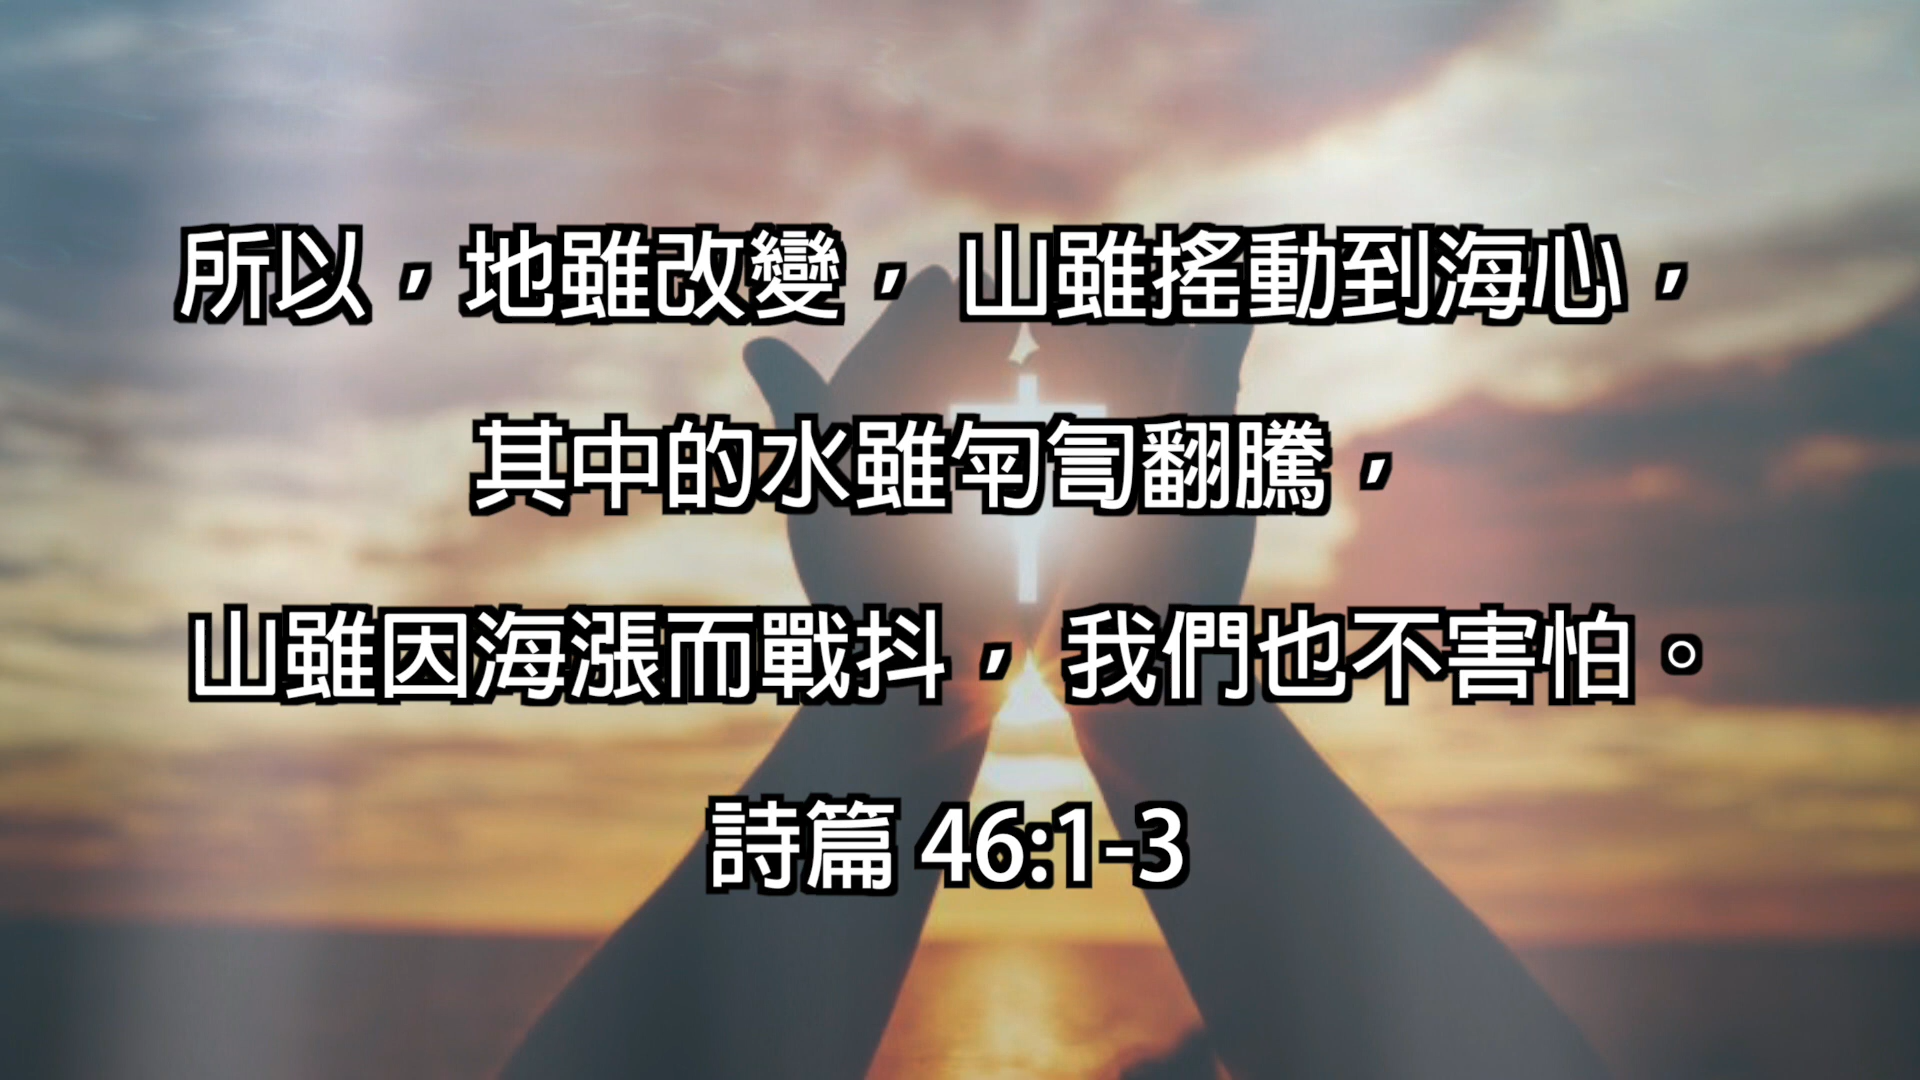 所以，地雖改變， 山雖搖動到海心，
其中的水雖匉訇翻騰，
山雖因海漲而戰抖， 我們也不害怕。
詩篇 46:1-3